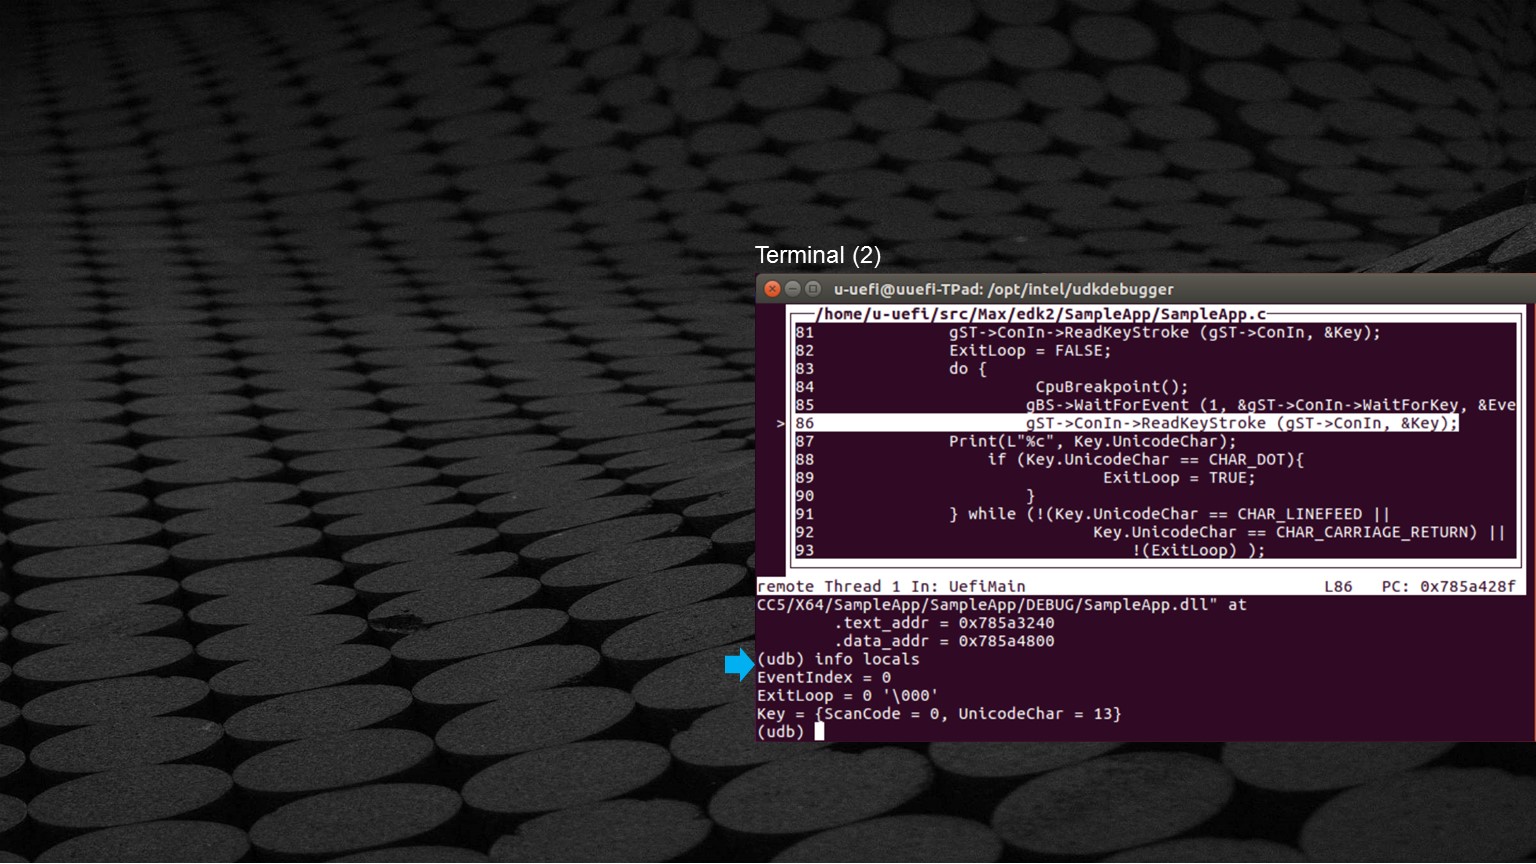 Terminal (2)
u-uefi@uuefi-TPad: /opt/intel/udkdebugger
/home/u-uefi/src/Max/edk2/SampleApp/SampleApp.c
81 gST->ConIn->ReadKeyStroke (gST->ConIn, &Key);
82 ExitLoop = FALSE;
83 do {
84 CpuBreakpoint();
85 gBS->WaitForEvent (1, &gST->ConIn->WaitForKey, &Eve
> 86 gST->ConIn->ReadKeyStroke (gST->ConIn, &Key);
87 Print(L"%c", Key.UnicodeChar);
88 if (Key.UnicodeChar == CHAR_DOT){
89 ExitLoop = TRUE;
90 }
91 } while (!(Key.UnicodeChar == CHAR_LINEFEED ||
92 Key.UnicodeChar == CHAR_CARRIAGE_RETURN) ||
93 !(ExitLoop) );
remote Thread 1 In: UefiMain L86 PC: 0x785a428f
CC5/X64/SampleApp/SampleApp/DEBUG/SampleApp.dll" at
.text_addr = 0x785a3240
.data_addr = 0x785a4800
(udb) info locals
EventIndex = 0
ExitLoop = 0 '\000'
Key = {ScanCode = 0, UnicodeChar = 13}
(udb)